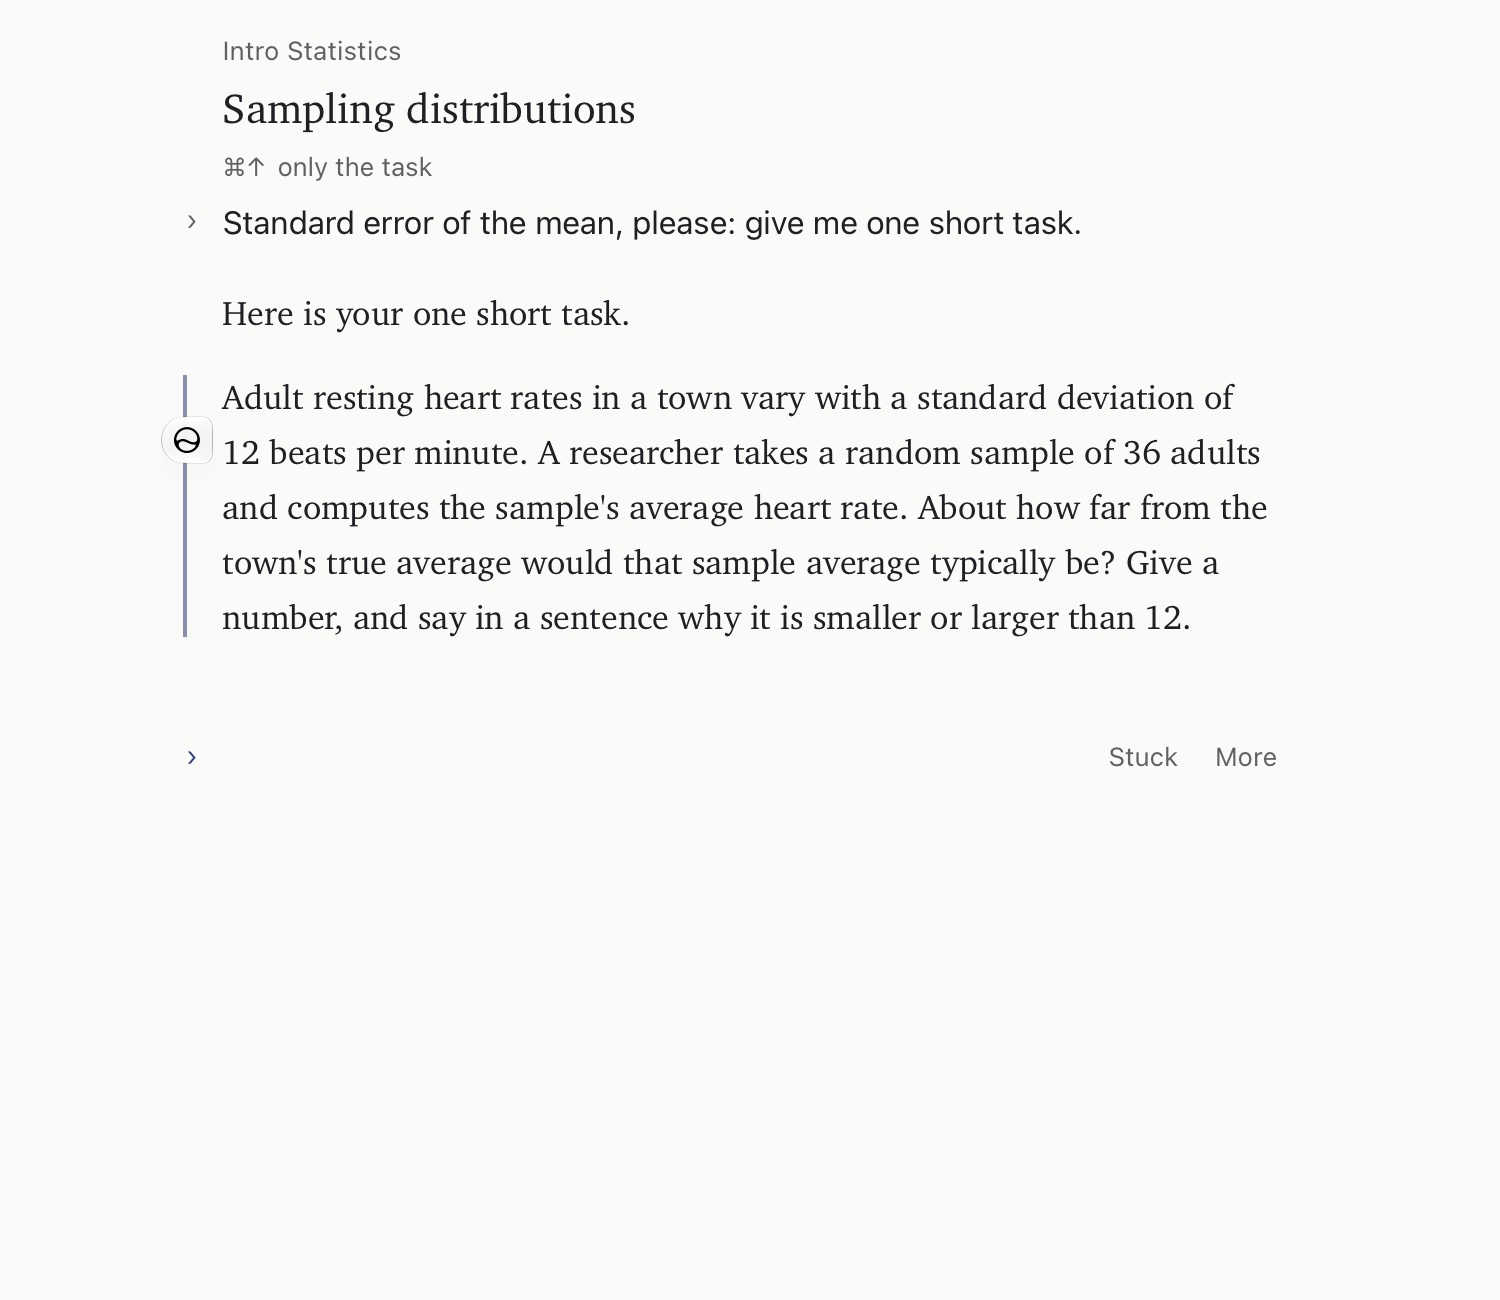 Intro Statistics
Sampling distributions
⌘↑ only the task
› Standard error of the mean, please: give me one short task.
Here is your one short task.
Adult resting heart rates in a town vary with a standard deviation of
12 beats per minute. A researcher takes a random sample of 36 adults
and computes the sample's average heart rate. About how far from the
town's true average would that sample average typically be? Give a
number, and say in a sentence why it is smaller or larger than 12.
› Stuck More